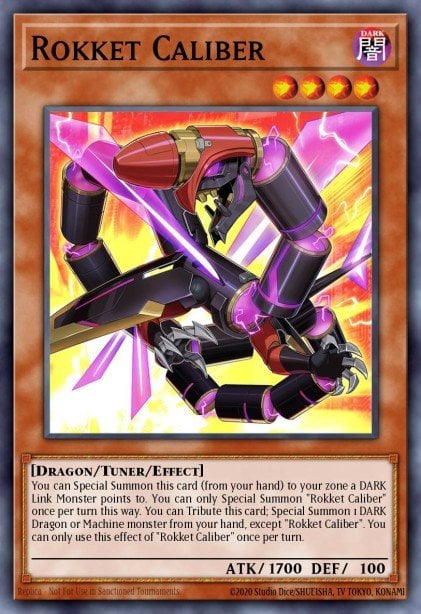 ROKKET CALIBER
DARK
闇
[DRAGON/TUNER/EFFECT]
You can Special Summon this card (from your hand) to your zone a DARK
Link Monster points to. You can only Special Summon "Rokket Caliber"
once per turn this way. You can Tribute this card; Special Summon 1 DARK
Dragon or Machine monster from your hand, except "Rokket Caliber". You
can only use this effect of "Rokket Caliber" once per turn.
ATK/ 1700 DEF/ 100
Replica - Not For Use in Sanctioned Tournaments. ©2020 Studio Dice/SHUEISHA, TV TOKYO, KONAMI